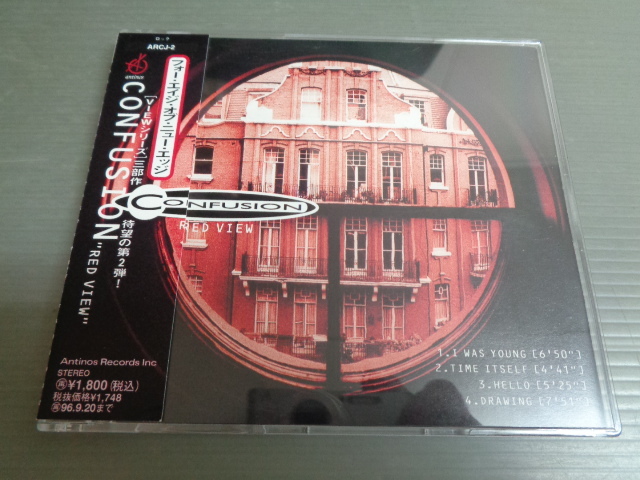 ロック
ARCJ-2
antinos
フォー・エイジ・オブ・ニュー・エッジ
[VIEWシリーズ]三部作
待望の第2弾!
CONFUSION
"RED VIEW"
Antinos Records Inc
STEREO
¥1,800(税込)
税抜価格¥1,748
96.9.20まで
CONFUSION
RED VIEW
1.I WAS YOUNG [6'50"]
2.TIME ITSELF [4'41"]
3.HELLO [5'25"]
4.DRAWING [7'51"]